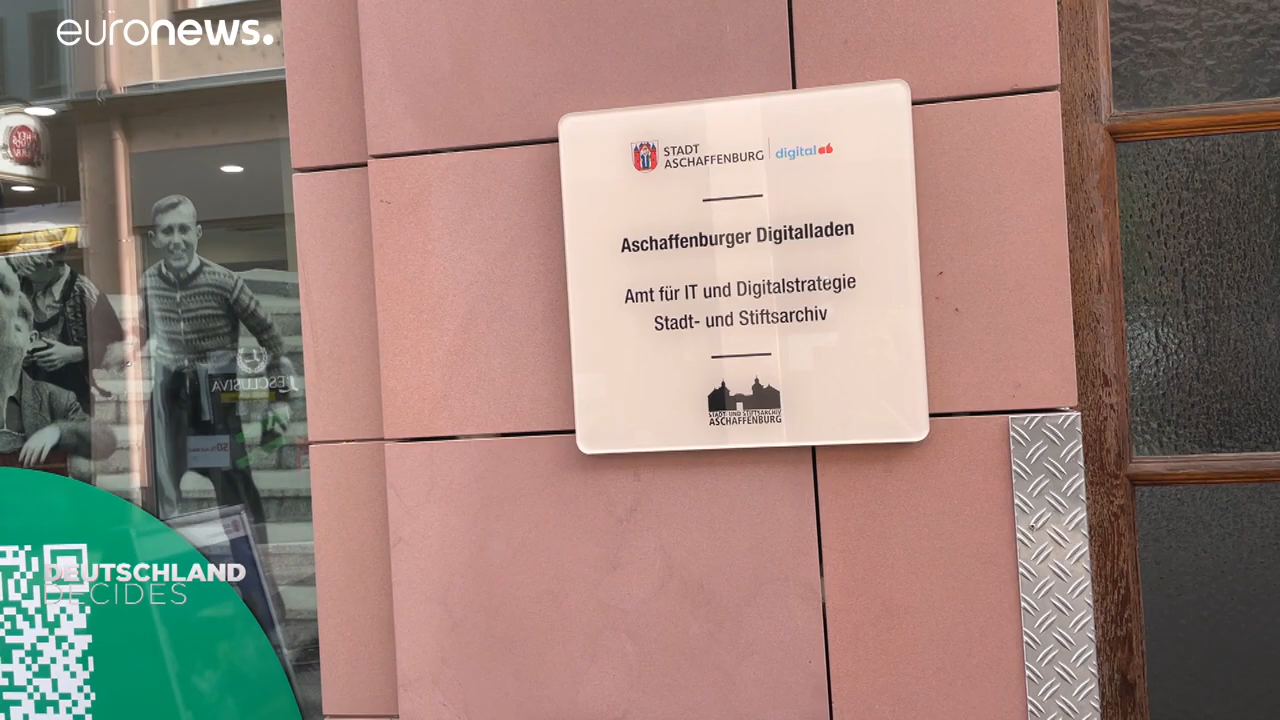 euronews.
STADT
ASCHAFFENBURG
digital
Aschaffenburger Digitalladen
Amt für IT und Digitalstrategie
Stadt- und Stiftsarchiv
STADT- UND STIFTSARCHIV
ASCHAFFENBURG
L'ESCLUSIVA
DEUTSCHLAND
DECIDES